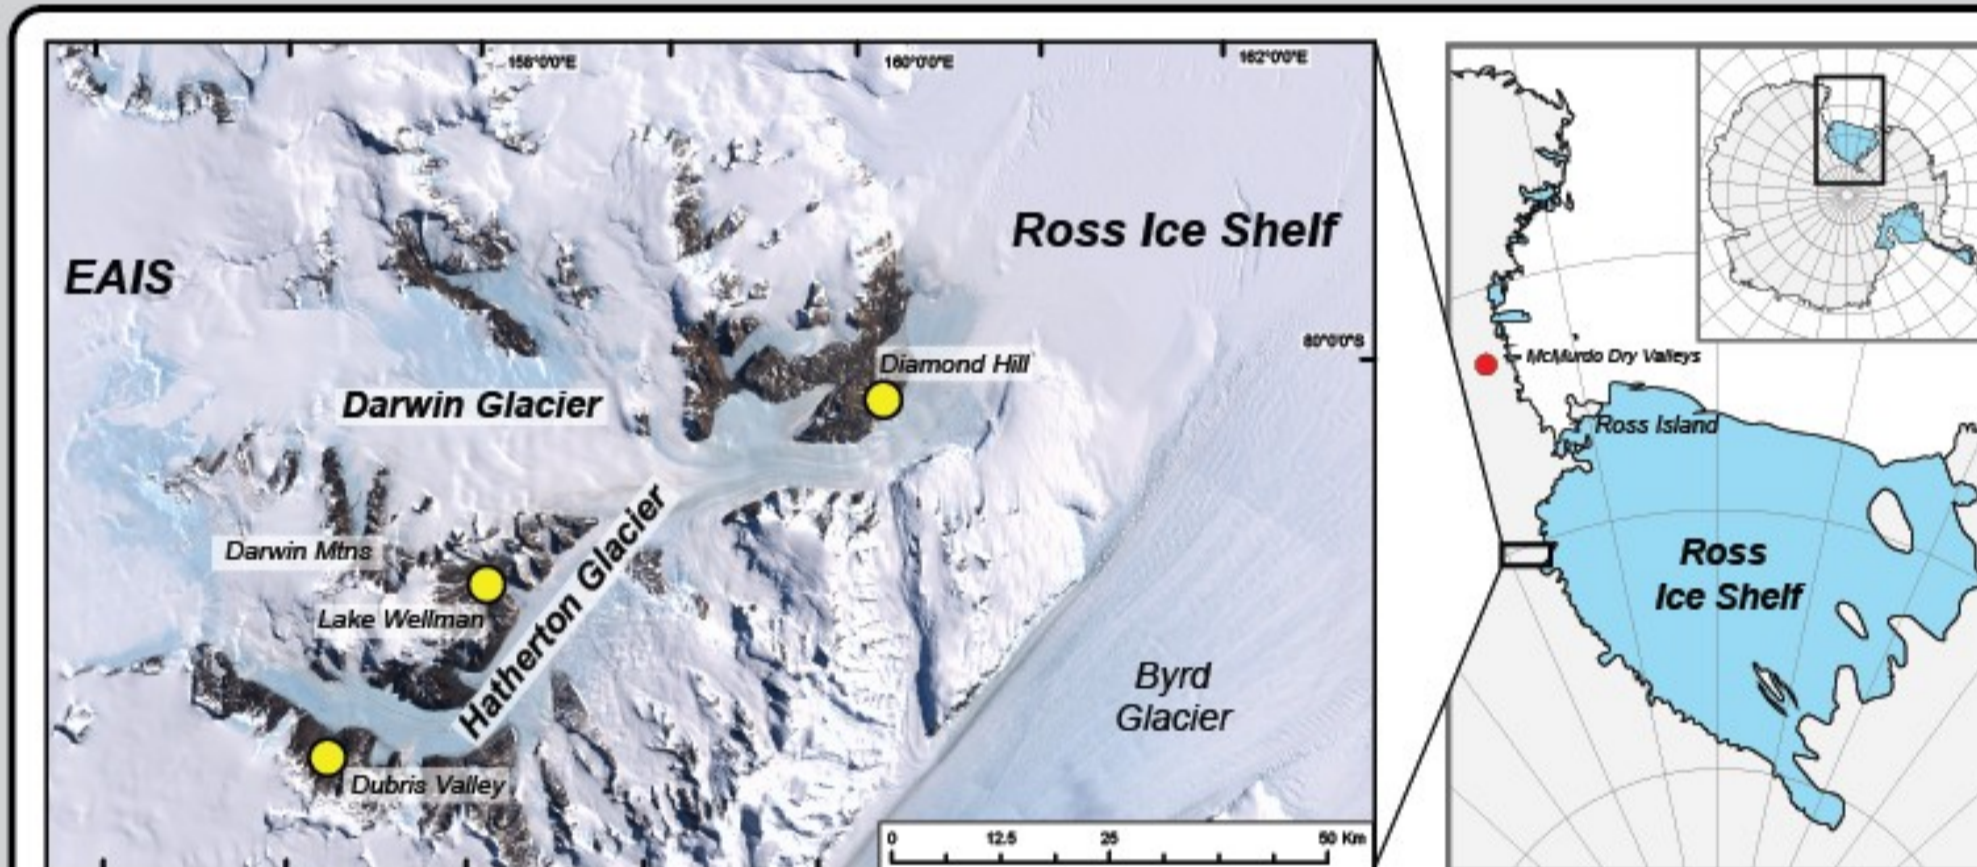 158°0'0"E
160°0'0"E
162°0'0"E
Ross Ice Shelf
EAIS
80°0'0"S
Diamond Hill
Darwin Glacier
Hatherton Glacier
Darwin Mtns
Lake Wellman
Byrd
Glacier
Dubris Valley
0 12.5 25 50 Km
McMurdo Dry Valleys
Ross Island
Ross
Ice Shelf